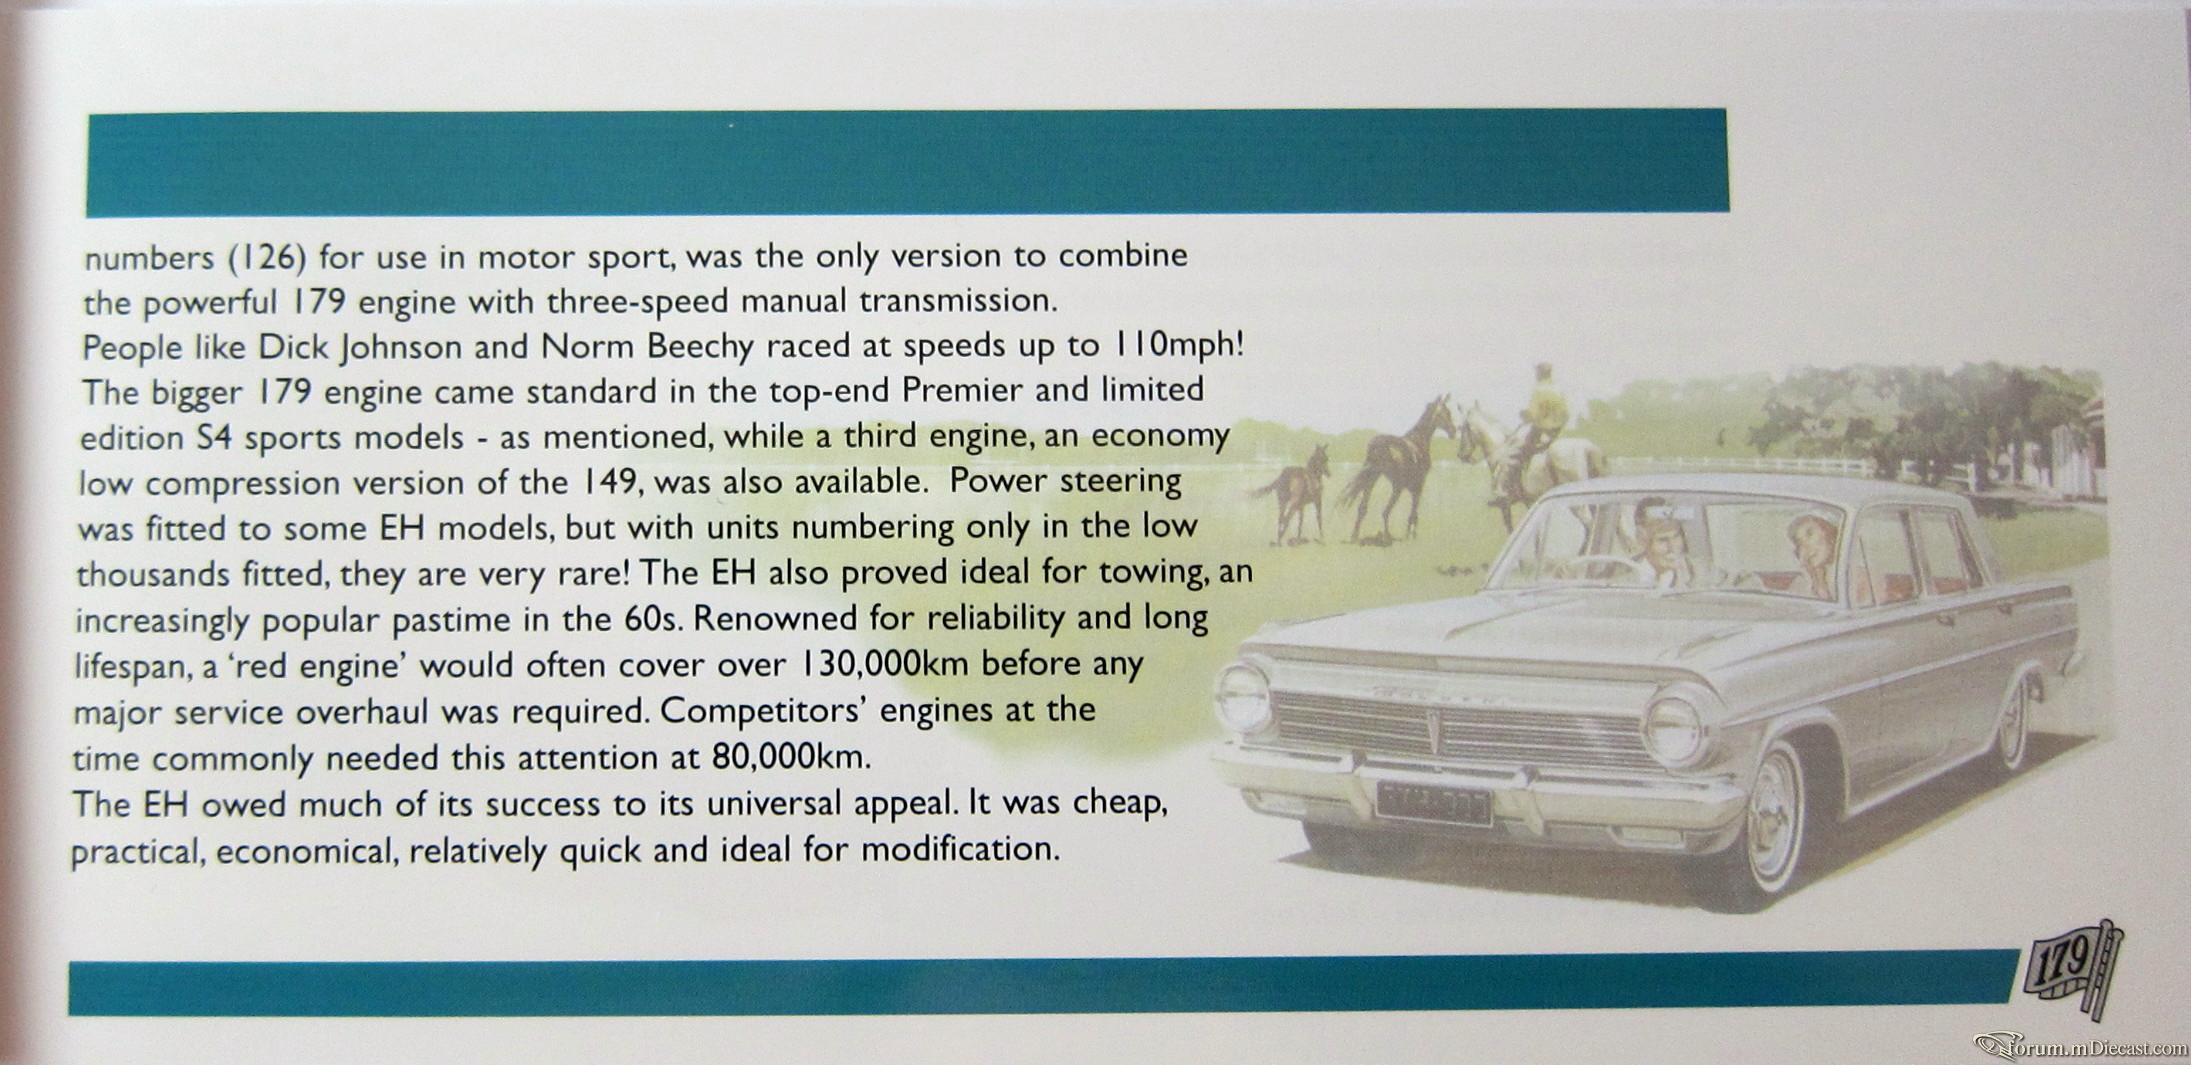 numbers (126) for use in motor sport, was the only version to combine
the powerful 179 engine with three-speed manual transmission.
People like Dick Johnson and Norm Beechy raced at speeds up to 110mph!
The bigger 179 engine came standard in the top-end Premier and limited
edition S4 sports models - as mentioned, while a third engine, an economy
low compression version of the 149, was also available.  Power steering
was fitted to some EH models, but with units numbering only in the low
thousands fitted, they are very rare! The EH also proved ideal for towing, an
increasingly popular pastime in the 60s. Renowned for reliability and long
lifespan, a ‘red engine’ would often cover over 130,000km before any
major service overhaul was required. Competitors’ engines at the
time commonly needed this attention at 80,000km.
The EH owed much of its success to its universal appeal. It was cheap,
practical, economical, relatively quick and ideal for modification.
179
forum.mDiecast.com